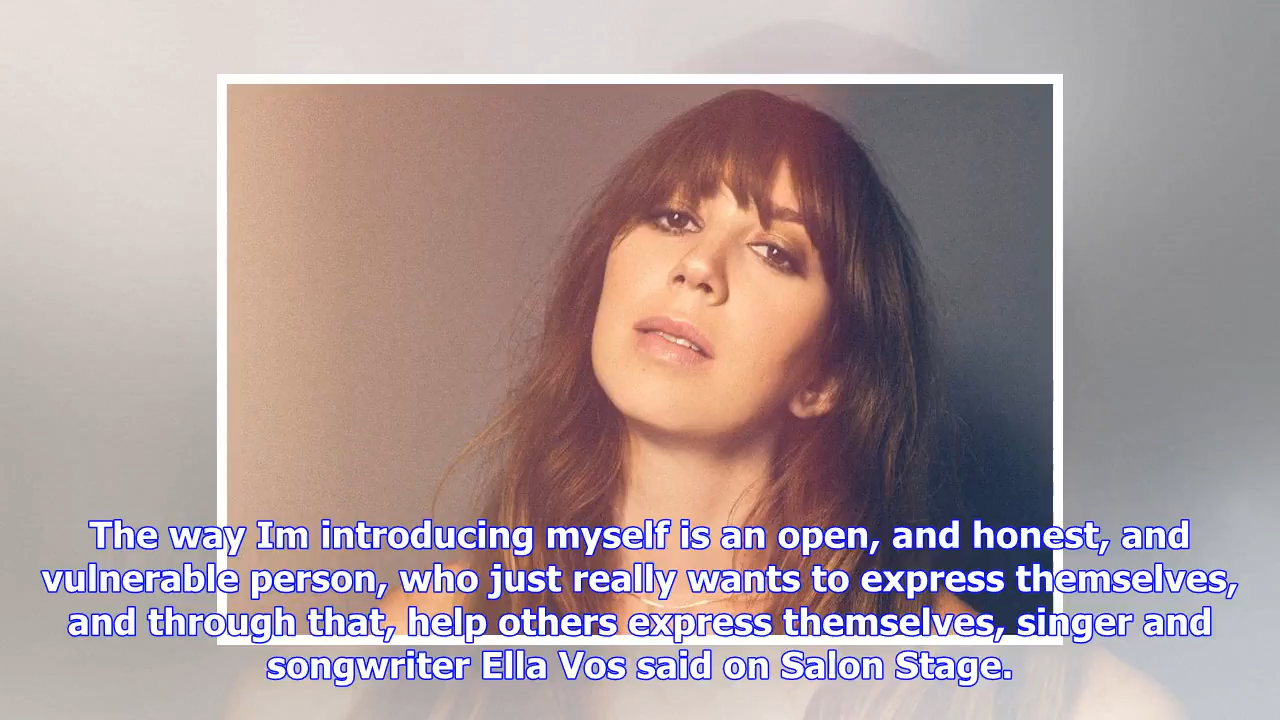 The way Im introducing myself is an open, and honest, and
vulnerable person, who just really wants to express themselves,
and through that, help others express themselves, singer and
songwriter Ella Vos said on Salon Stage.